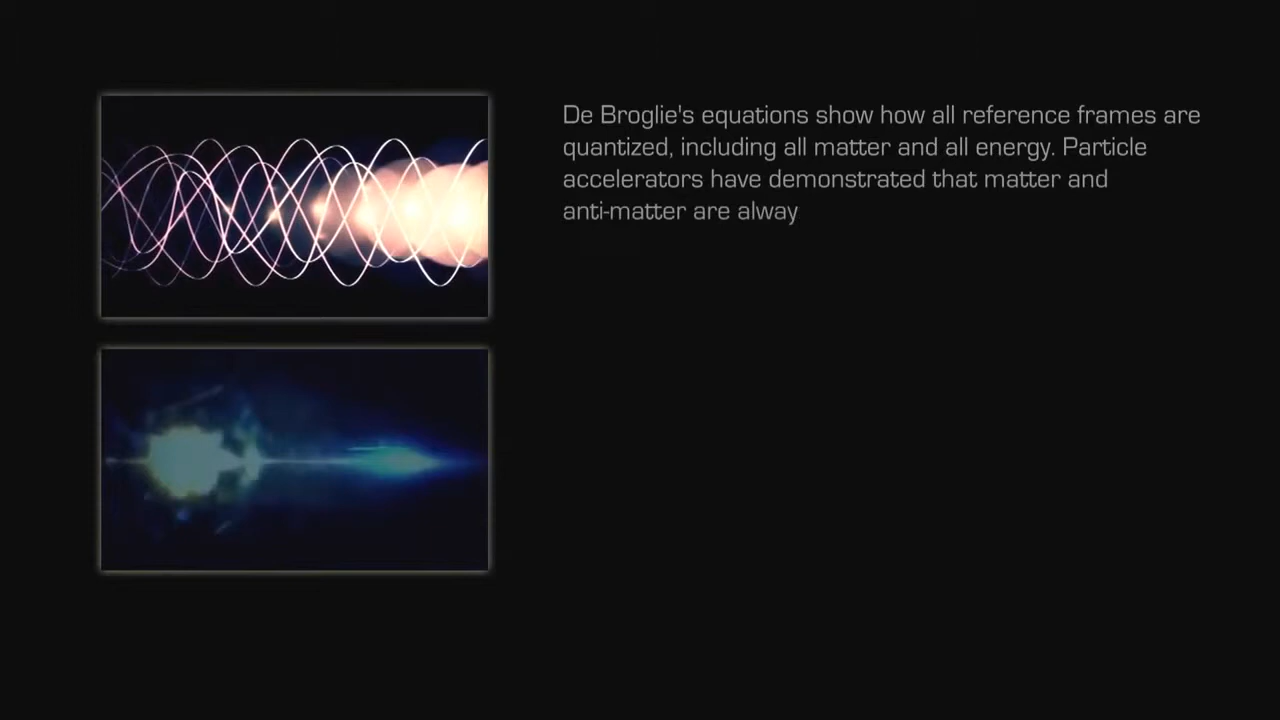 De Broglie's equations show how all reference frames are
quantized, including all matter and all energy. Particle
accelerators have demonstrated that matter and
anti-matter are alway